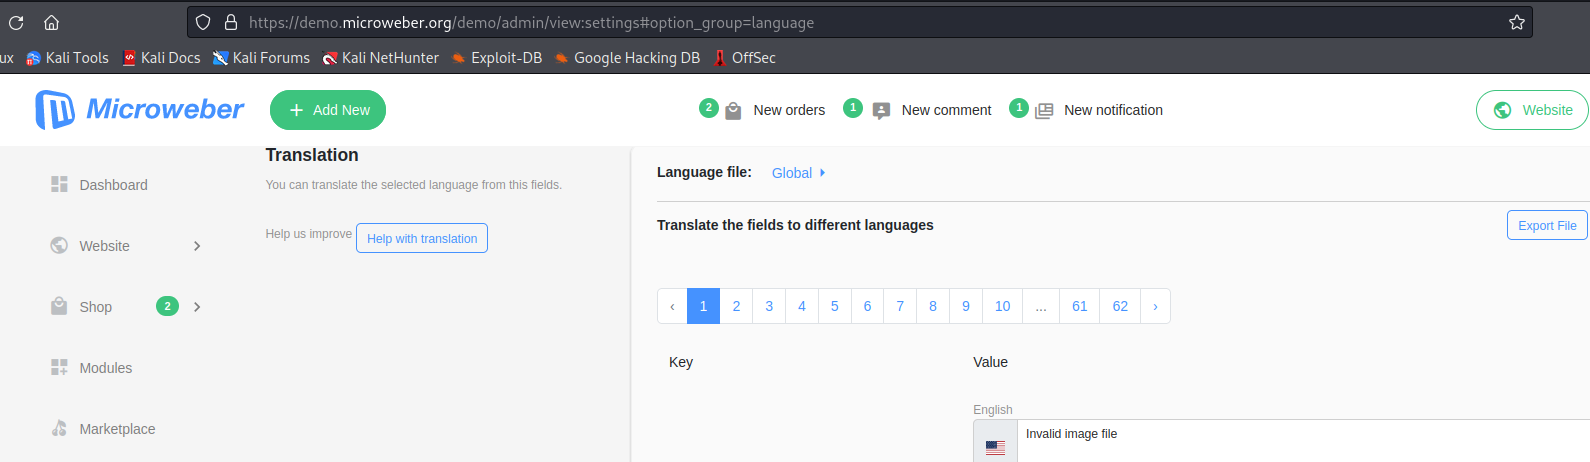 https://demo.microweber.org/demo/admin/view:settings#option_group=language
ux Kali Tools Kali Docs Kali Forums Kali NetHunter Exploit-DB Google Hacking DB OffSec
Microweber + Add New 2 New orders 1 New comment 1 New notification Website
Translation
You can translate the selected language from this fields.
Help us improve Help with translation
Dashboard
Website
Shop 2
Modules
Marketplace
Language file: Global
Translate the fields to different languages Export File
‹ 1 2 3 4 5 6 7 8 9 10 ... 61 62 ›
Key Value
English
Invalid image file